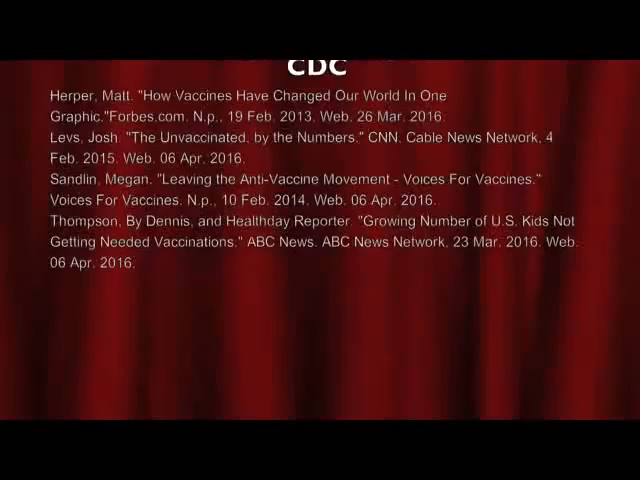 CDC
Herper, Matt. "How Vaccines Have Changed Our World In One
Graphic."Forbes.com. N.p., 19 Feb. 2013. Web. 26 Mar. 2016.
Levs, Josh. "The Unvaccinated, by the Numbers." CNN. Cable News Network, 4
Feb. 2015. Web. 06 Apr. 2016.
Sandlin, Megan. "Leaving the Anti-Vaccine Movement - Voices For Vaccines."
Voices For Vaccines. N.p., 10 Feb. 2014. Web. 06 Apr. 2016.
Thompson, By Dennis, and Healthday Reporter. "Growing Number of U.S. Kids Not
Getting Needed Vaccinations." ABC News. ABC News Network, 23 Mar. 2016. Web.
06 Apr. 2016.